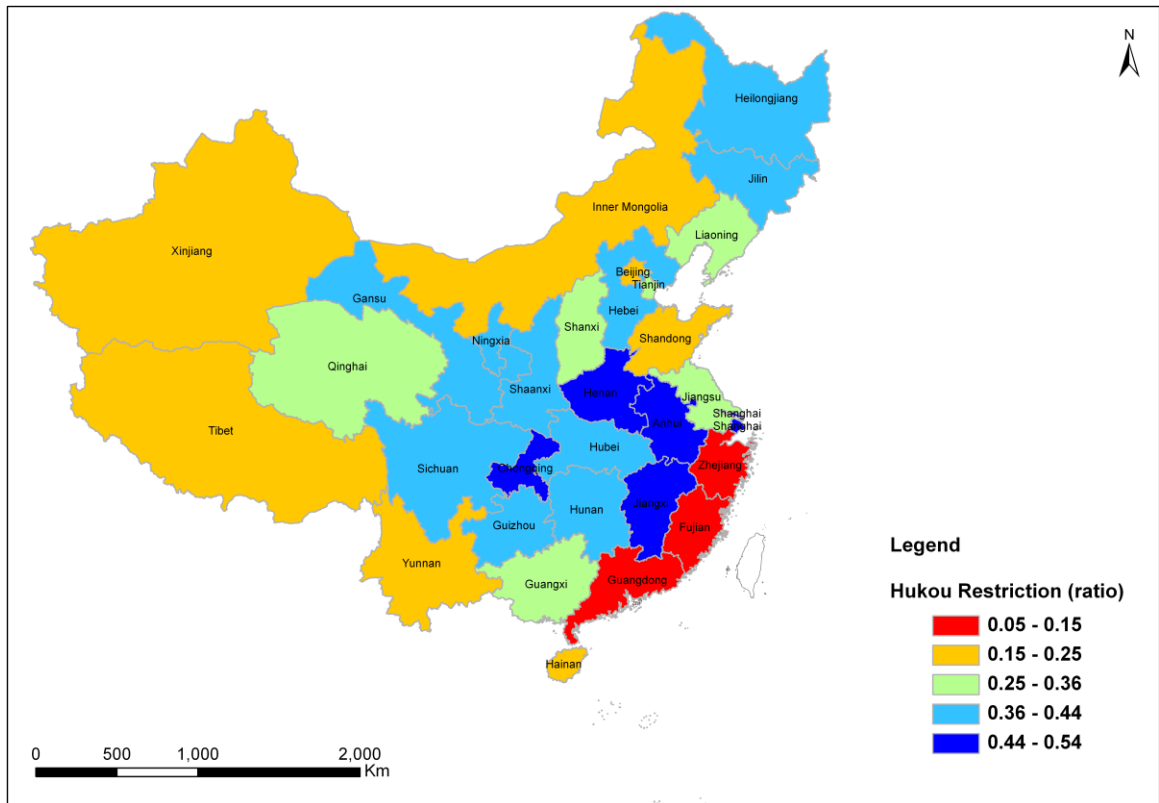 N
Heilongjiang
Jilin
Inner Mongolia
Liaoning
Xinjiang
Beijing
Tianjin
Gansu
Hebei
Shanxi
Shandong
Ningxia
Qinghai
Shaanxi
Henan
Jiangsu
Shanghai
Anhui
Shanghai
Tibet
Hubei
Zhejiang
Sichuan
Chongqing
Jiangxi
Hunan
Guizhou
Fujian
Yunnan
Guangxi
Guangdong
Hainan
Legend
Hukou Restriction (ratio)
0.05 - 0.15
0.15 - 0.25
0.25 - 0.36
0.36 - 0.44
0.44 - 0.54
0 500 1,000 2,000
Km